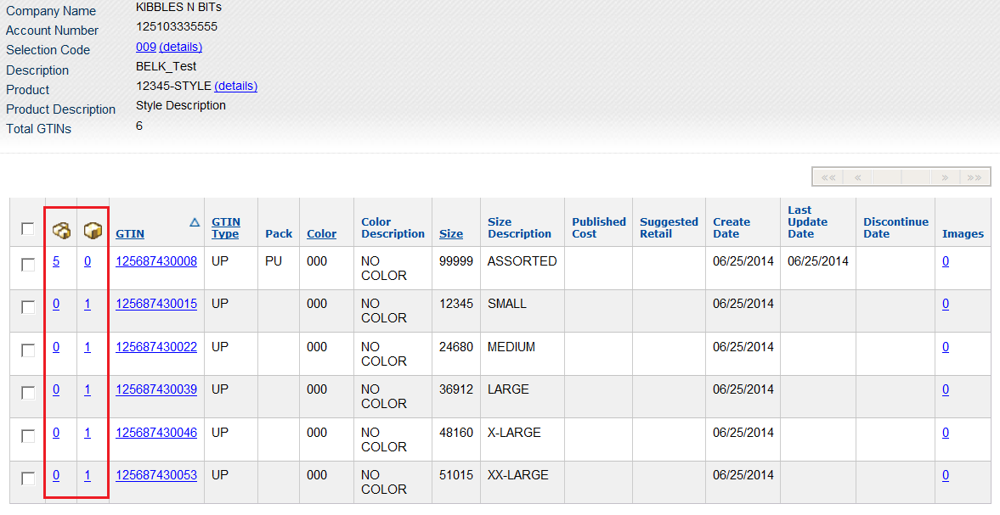 Company Name KIBBLES N BITs
Account Number 125103335555
Selection Code 009 (details)
Description BELK_Test
Product 12345-STYLE (details)
Product Description Style Description
Total GTINs 6
«« « » »»
GTIN GTIN Type Pack Color Color Description Size Size Description Published Cost Suggested Retail Create Date Last Update Date Discontinue Date Images
5 0 125687430008 UP PU 000 NO COLOR 99999 ASSORTED 06/25/2014 06/25/2014 0
0 1 125687430015 UP 000 NO COLOR 12345 SMALL 06/25/2014 0
0 1 125687430022 UP 000 NO COLOR 24680 MEDIUM 06/25/2014 0
0 1 125687430039 UP 000 NO COLOR 36912 LARGE 06/25/2014 0
0 1 125687430046 UP 000 NO COLOR 48160 X-LARGE 06/25/2014 0
0 1 125687430053 UP 000 NO COLOR 51015 XX-LARGE 06/25/2014 0